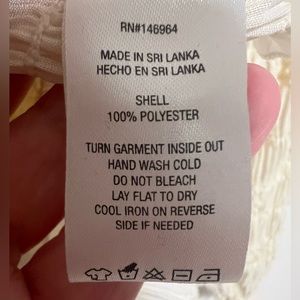 RN#146964
MADE IN SRI LANKA
HECHO EN SRI LANKA
SHELL
100% POLYESTER
TURN GARMENT INSIDE OUT
HAND WASH COLD
DO NOT BLEACH
LAY FLAT TO DRY
COOL IRON ON REVERSE
SIDE IF NEEDED